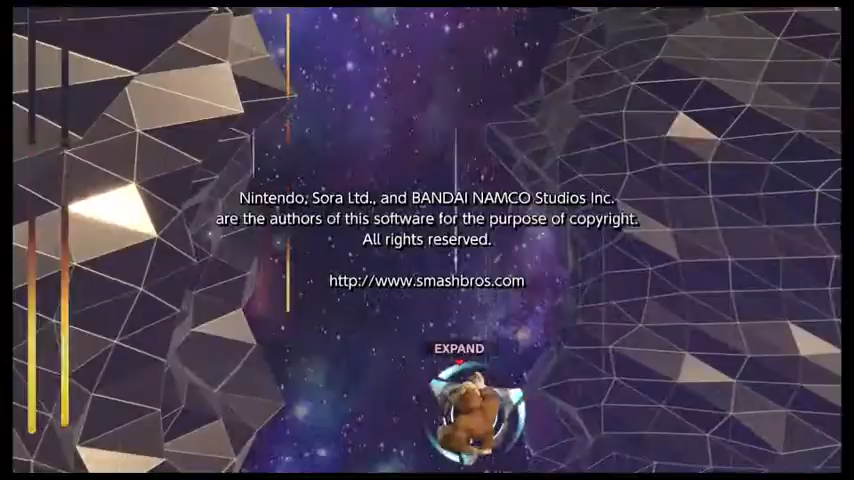 Nintendo, Sora Ltd., and BANDAI NAMCO Studios Inc.
are the authors of this software for the purpose of copyright.
All rights reserved.
http://www.smashbros.com
EXPAND